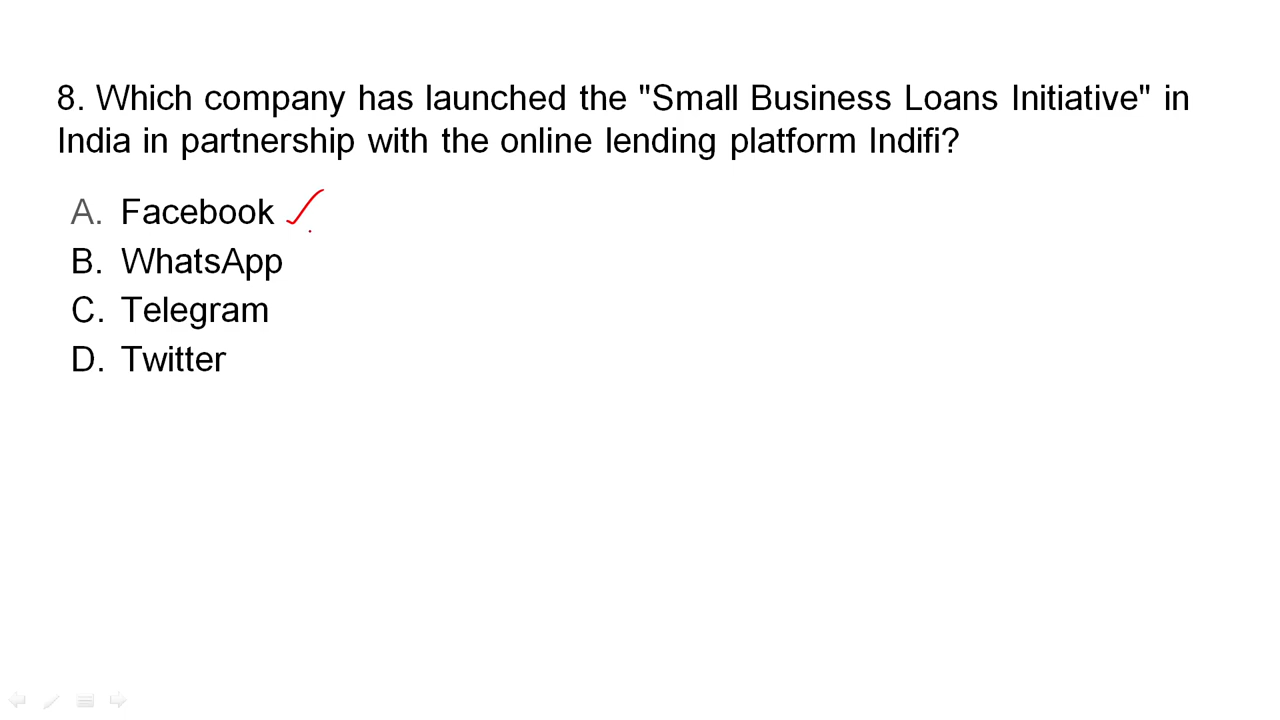 8. Which company has launched the "Small Business Loans Initiative" in
India in partnership with the online lending platform Indifi?
A. Facebook
B. WhatsApp
C. Telegram
D. Twitter